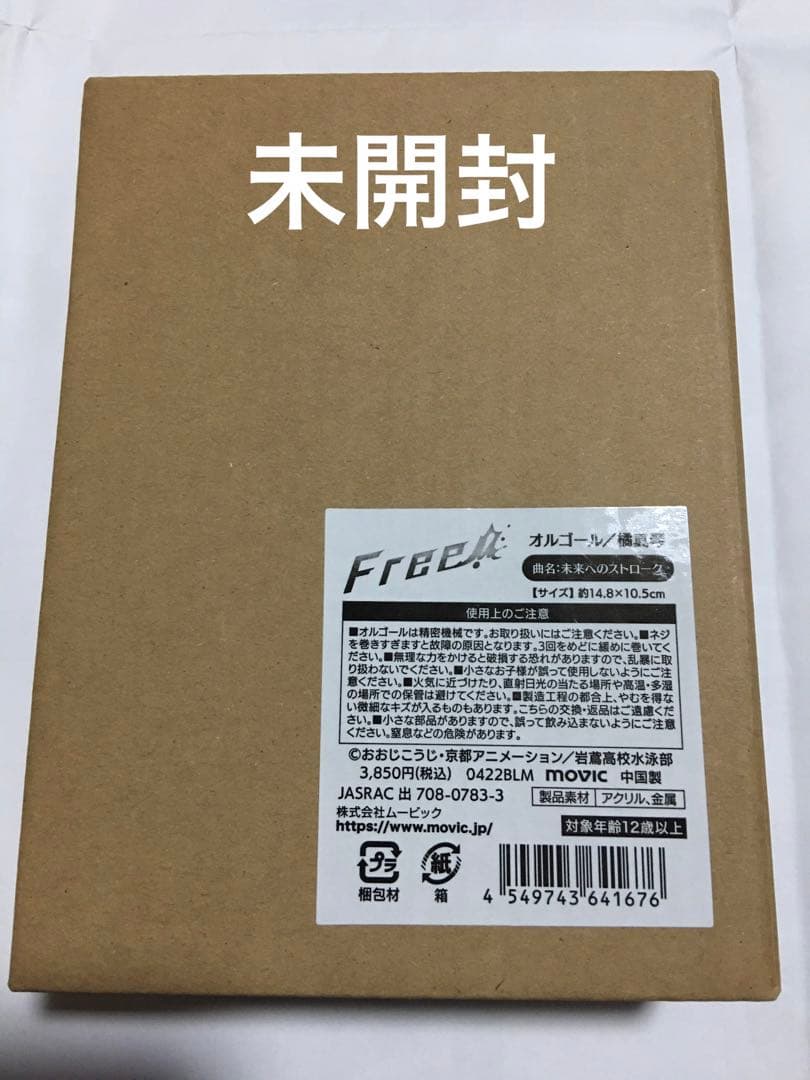 未開封
Free!
オルゴール/橘真琴
曲名:未来へのストローク
【サイズ】約14.8×10.5cm
使用上のご注意
■オルゴールは精密機械です。お取り扱いにはご注意ください。■ネジ
を巻きすぎますと故障の原因となります。3回をめどに緩めに巻いてく
ださい。■無理な力をかけると破損する恐れがありますので、乱暴に取
り扱わないでください。■小さなお子様が誤って使用しないようにご注
意ください。■火気に近づけたり、直射日光の当たる場所や高温・多湿
の場所での保管は避けてください。■製造工程の都合上、やむを得な
い微細なキズが入るものもあります。こちらの交換・返品はご遠慮くだ
さい。■小さな部品がありますので、誤って飲み込まないようにご注意
ください。窒息などの危険があります。
©おおじこうじ・京都アニメーション/岩鳶高校水泳部
3,850円(税込) 0422BLM movic 中国製
JASRAC 出 708-0783-3 製品素材 アクリル、金属
株式会社ムービック
https://www.movic.jp/ 対象年齢12歳以上
プラ 紙
梱包材 箱
4 549743 641676